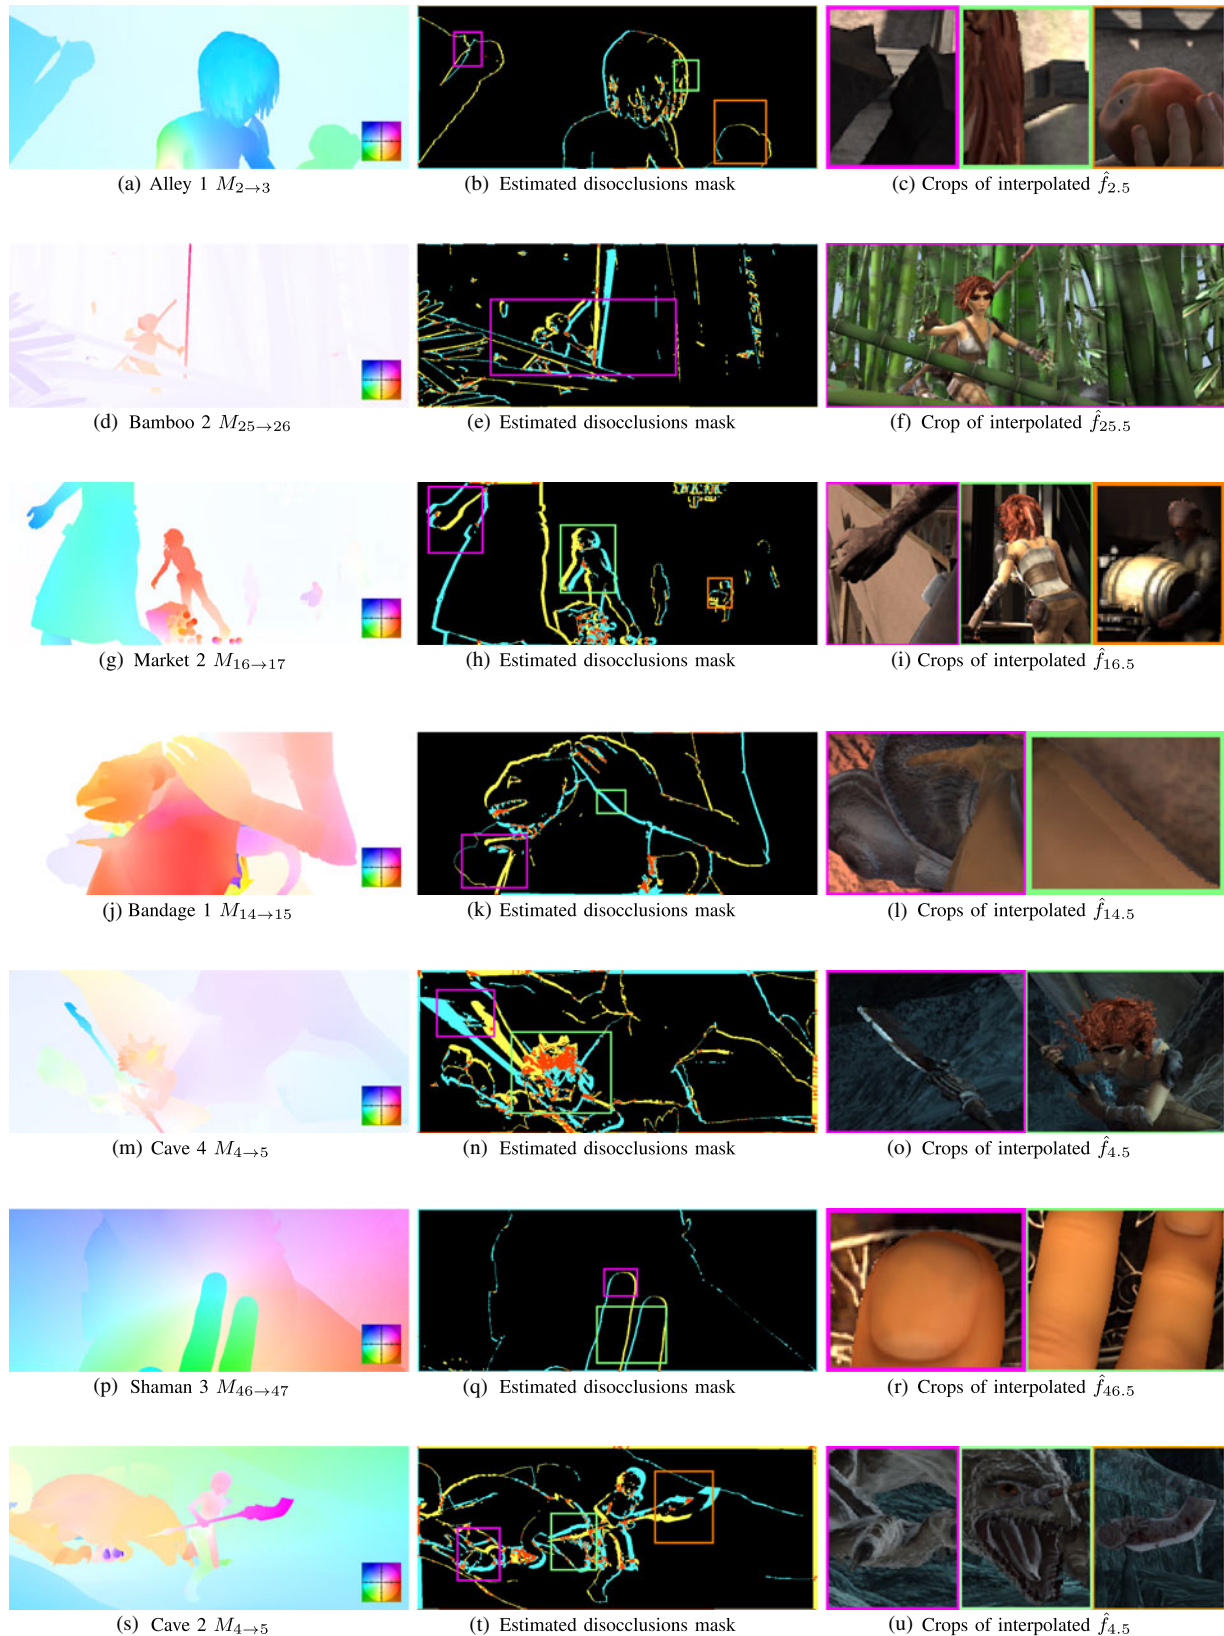 (a) Alley 1 M₂→₃
(b) Estimated disocclusions mask
(c) Crops of interpolated f̂₂.₅
(d) Bamboo 2 M₂₅→₂₆
(e) Estimated disocclusions mask
(f) Crop of interpolated f̂₂₅.₅
(g) Market 2 M₁₆→₁₇
(h) Estimated disocclusions mask
(i) Crops of interpolated f̂₁₆.₅
(j) Bandage 1 M₁₄→₁₅
(k) Estimated disocclusions mask
(l) Crops of interpolated f̂₁₄.₅
(m) Cave 4 M₄→₅
(n) Estimated disocclusions mask
(o) Crops of interpolated f̂₄.₅
(p) Shaman 3 M₄₆→₄₇
(q) Estimated disocclusions mask
(r) Crops of interpolated f̂₄₆.₅
(s) Cave 2 M₄→₅
(t) Estimated disocclusions mask
(u) Crops of interpolated f̂₄.₅